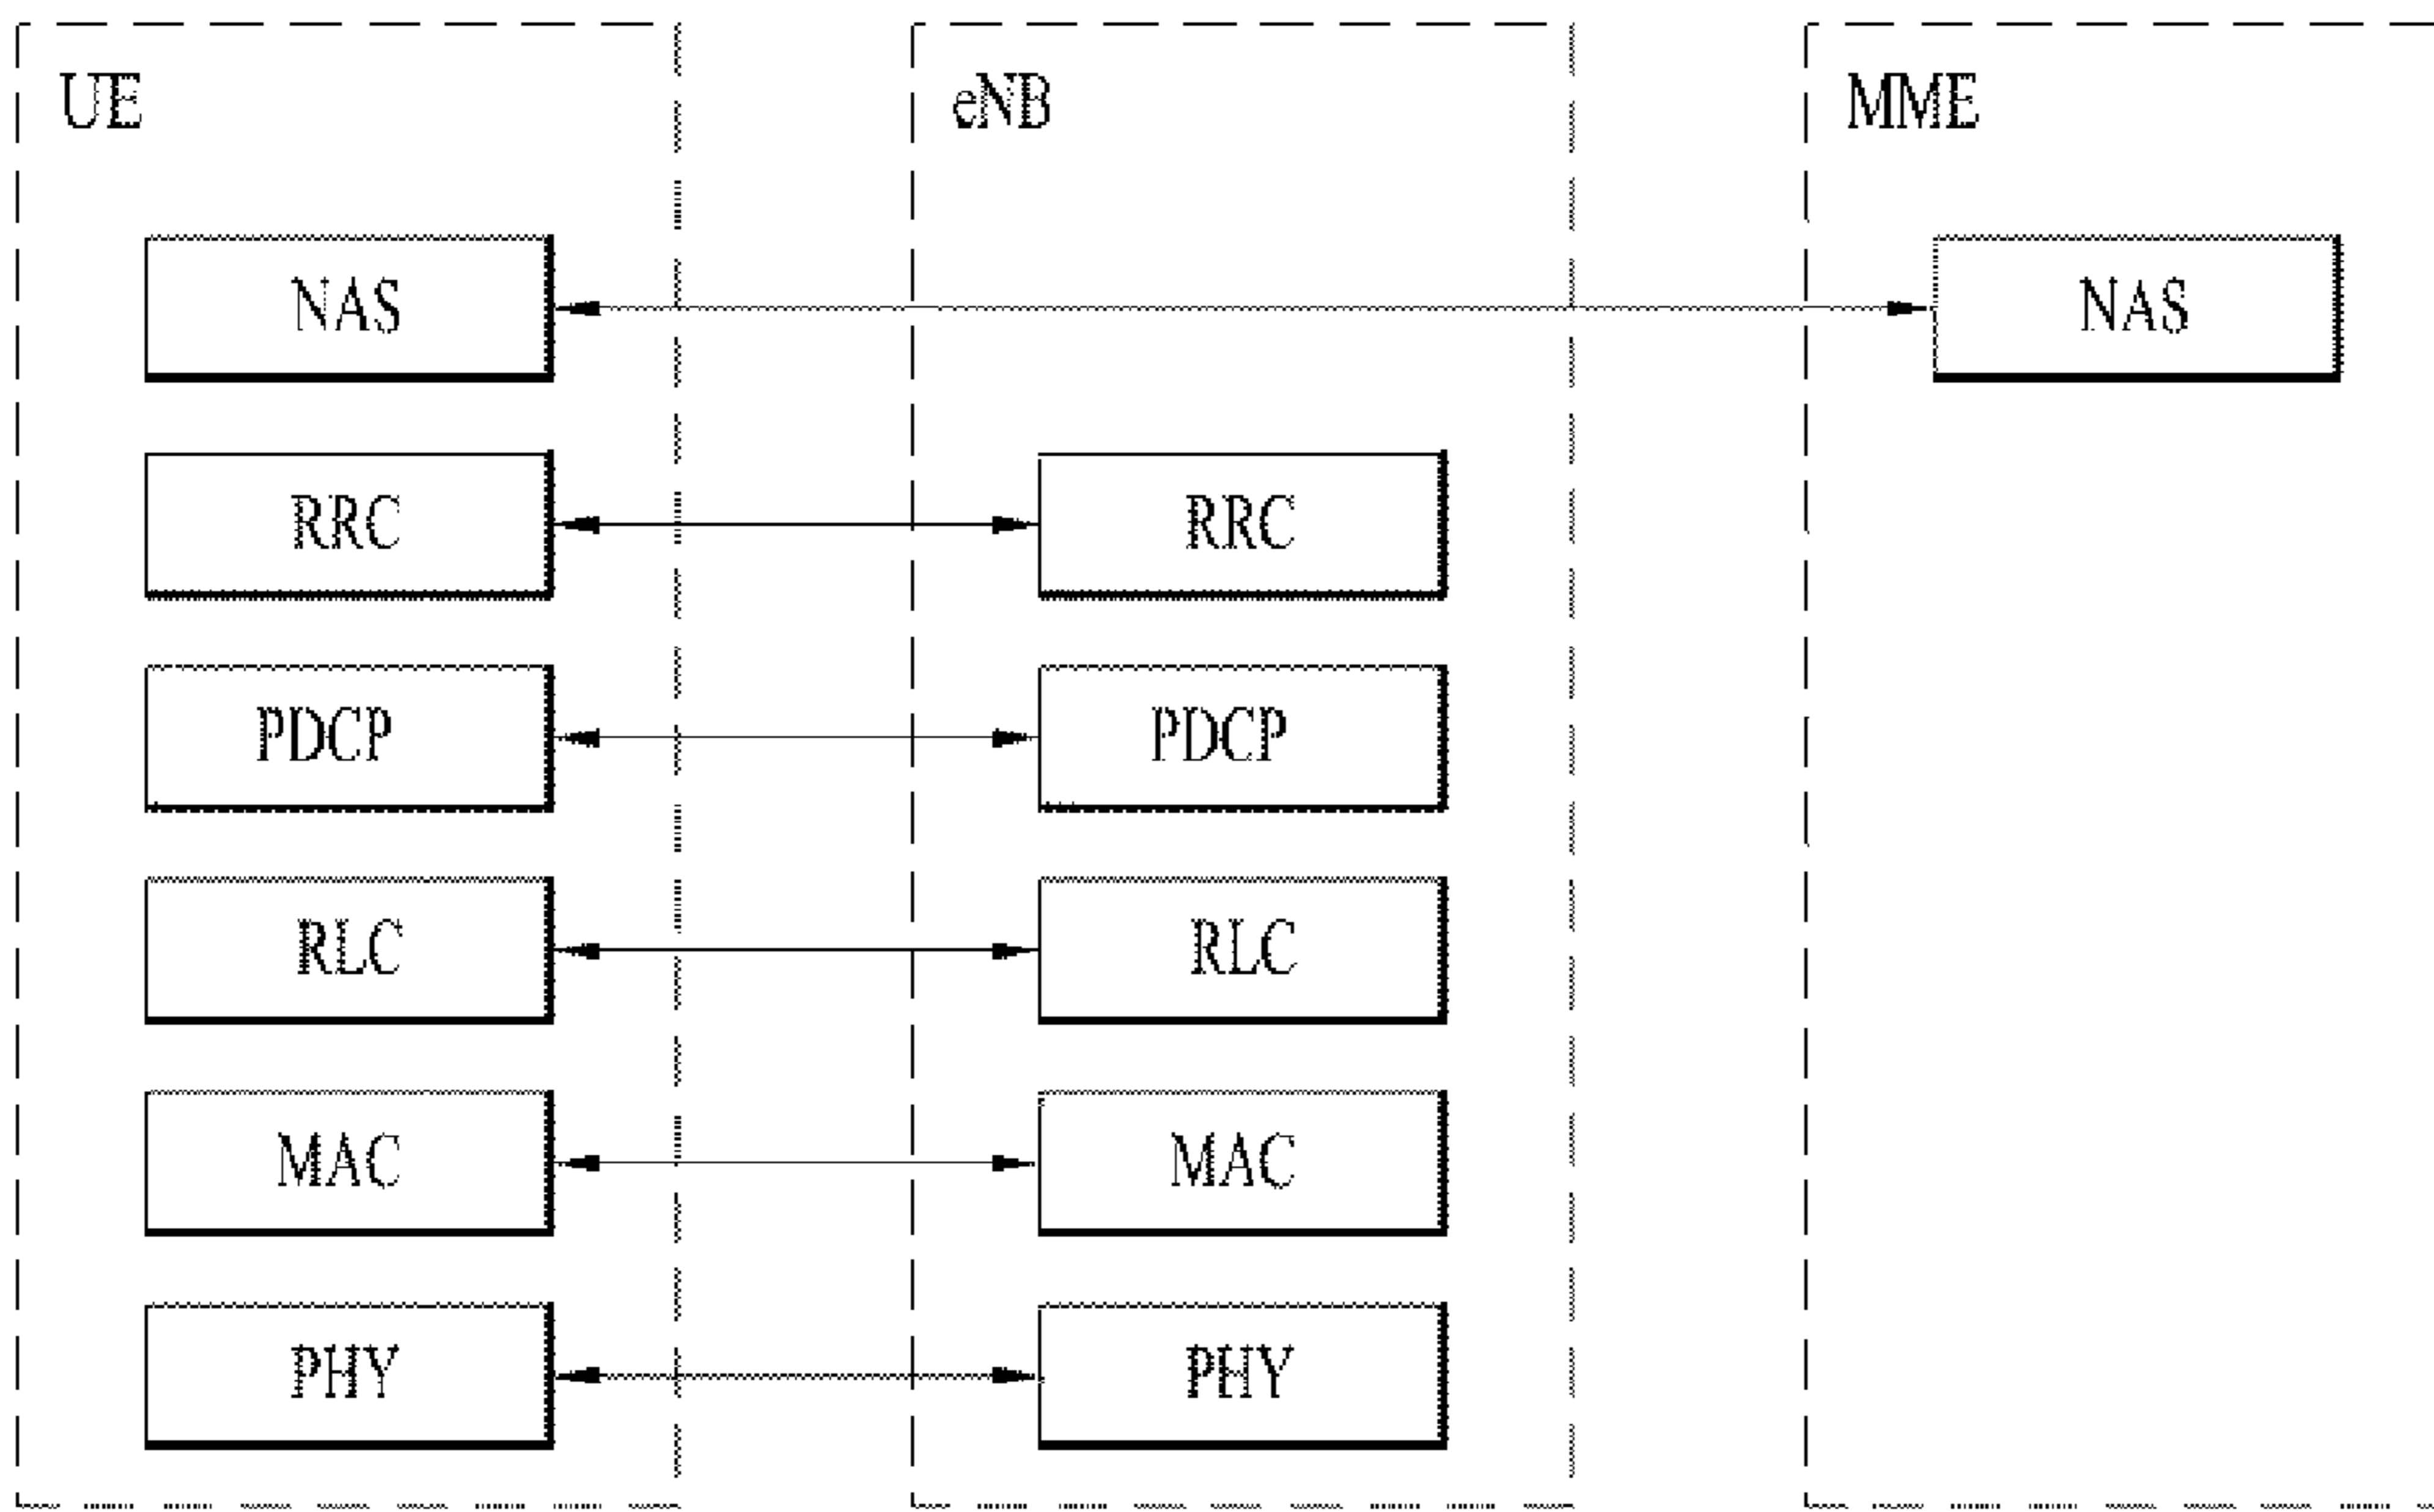 UE eNB MME
NAS NAS
RRC RRC
PDCP PDCP
RLC RLC
MAC MAC
PHY PHY